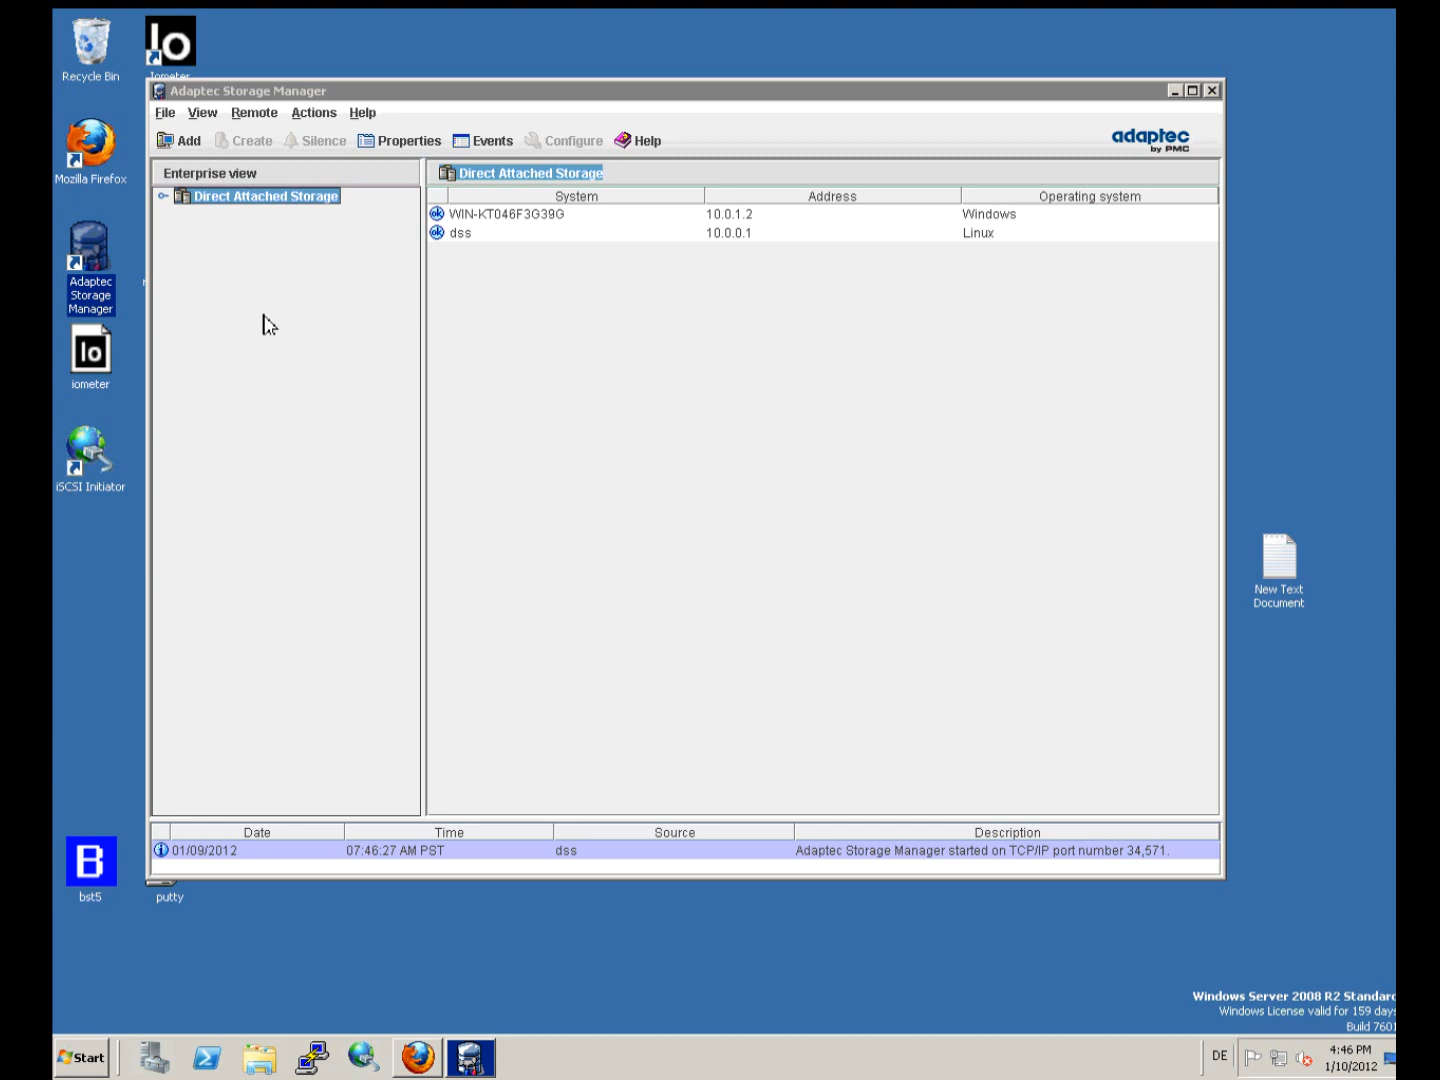 Recycle Bin
Iometer
Mozilla Firefox
Adaptec
Storage
Manager
iometer
iSCSI Initiator
bst5
putty
New Text
Document
Adaptec Storage Manager
File View Remote Actions Help
Add Create Silence Properties Events Configure Help
adaptec
by PMC
Enterprise view
Direct Attached Storage
Direct Attached Storage
System Address Operating system
WIN-KT046F3G39G 10.0.1.2 Windows
dss 10.0.0.1 Linux
Date Time Source Description
01/09/2012 07:46:27 AM PST dss Adaptec Storage Manager started on TCP/IP port number 34,571.
Windows Server 2008 R2 Standard
Windows License valid for 159 days
Build 7601
Start
DE
4:46 PM
1/10/2012